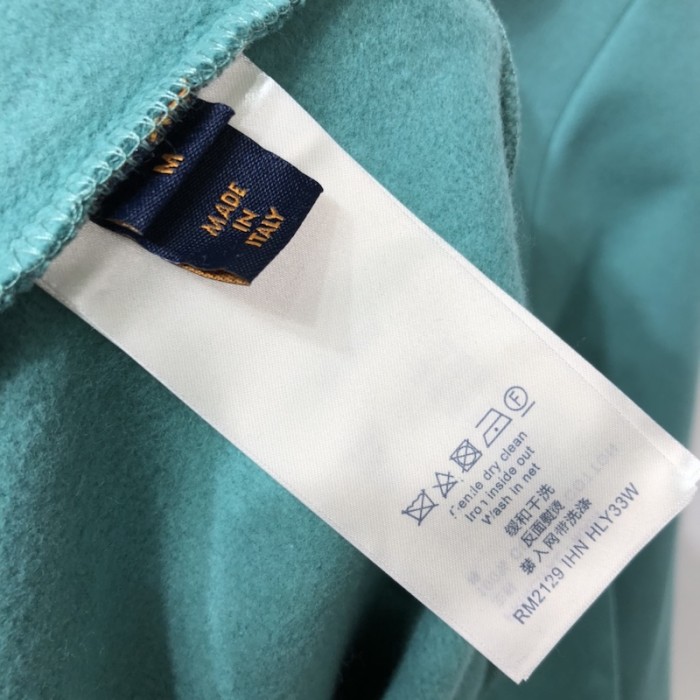 M
MADE
IN
ITALY
F
Gentle dry clean
Iron inside out
Wash in net
缓和干洗
反面熨烫
装入网带洗涤
RM2129 IHN HLY33W